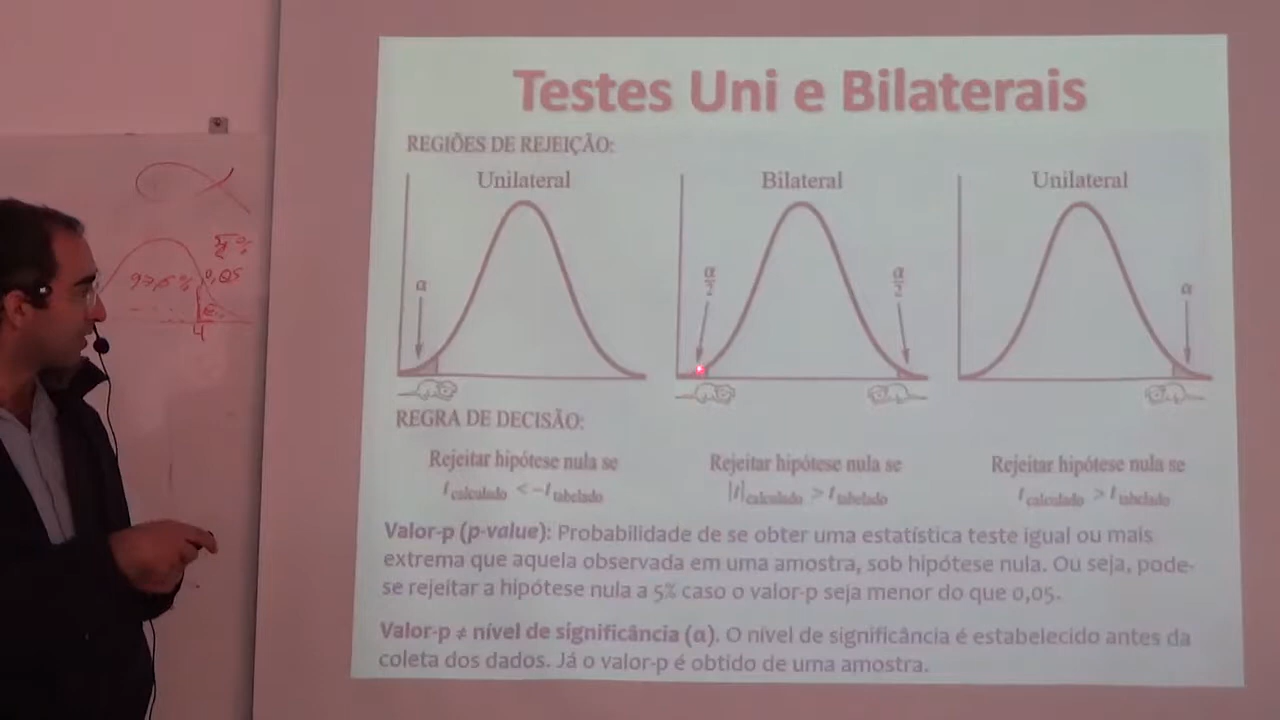 Testes Uni e Bilaterais
REGIÕES DE REJEIÇÃO:
Unilateral
Bilateral
Unilateral
α
α/2
α/2
α
REGRA DE DECISÃO:
Rejeitar hipótese nula se
t calculado < -t tabelado
Rejeitar hipótese nula se
|t| calculado > t tabelado
Rejeitar hipótese nula se
t calculado > t tabelado
Valor-p (p-value): Probabilidade de se obter uma estatística teste igual ou mais
extrema que aquela observada em uma amostra, sob hipótese nula. Ou seja, pode-
se rejeitar a hipótese nula a 5% caso o valor-p seja menor do que 0,05.
Valor-p ≠ nível de significância (α). O nível de significância é estabelecido antes da
coleta dos dados. Já o valor-p é obtido de uma amostra.
97,5%
4